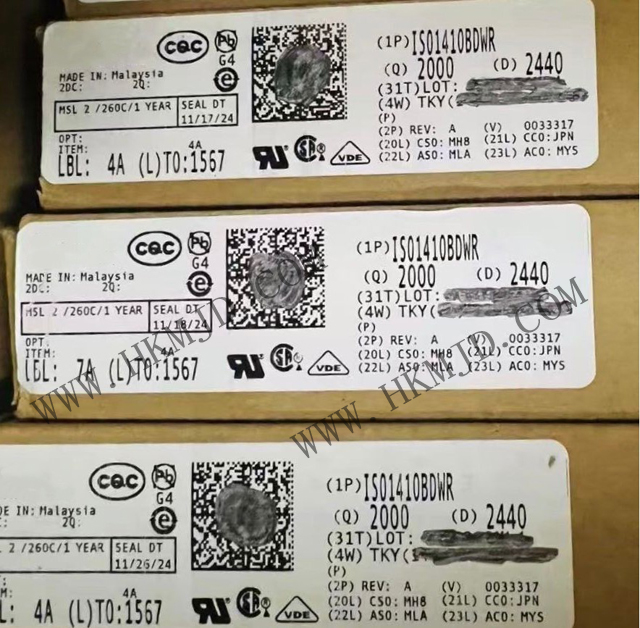 CQC Pb
G4
e
MADE IN: Malaysia
2DC: 2Q:
MSL 2 /260C/1 YEAR SEAL DT
11/17/24
OPT:
ITEM: 4A
LBL: 4A (L)TO:1567
(1P)ISO1410BDWR
(Q) 2000 (D) 2440
(31T)LOT:
(4W) TKY(
(P)
(2P) REV: A (V) 0033317
(20L) CSO: MH8 (21L) CCO:JPN
(22L) ASO: MLA (23L) ACO: MYS
VDE
CQC Pb
G4
e
MADE IN: Malaysia
2DC: 2Q:
MSL 2 /260C/1 YEAR SEAL DT
11/18/24
OPT:
ITEM: 4A
LBL: 7A (L)TO:1567
(1P)ISO1410BDWR
(Q) 2000 (D) 2440
(31T)LOT:
(4W) TKY(
(P)
(2P) REV: A (V) 0033317
(20L) CSO: MH8 (21L) CCO:JPN
(22L) ASO: MLA (23L) ACO: MYS
VDE
WWW.HKMJD.COM
WWW.HKMJD.COM
CQC Pb
G4
e
E IN: Malaysia
C: 2Q:
2 /260C/1 YEAR SEAL DT
11/26/24
M: 4A
L: 4A (L)TO:1567
(1P)ISO1410BDWR
(Q) 2000 (D) 2440
(31T)LOT:
(4W) TKY(
(P)
(2P) REV: A (V) 0033317
(20L) CSO: MH8 (21L) CCO:JPN
(22L) ASO: MLA (23L) ACO: MYS
VDE